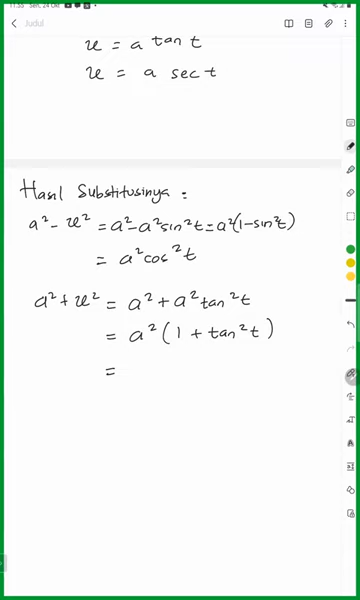 11.55 Sen, 24 Okt
Judul
x = a tan t
x = a sec t
Hasil Substitusinya :
a² - x² = a² - a² sin² t = a² (1 - sin² t)
= a² cos² t
a² + x² = a² + a² tan² t
= a² (1 + tan² t)
=